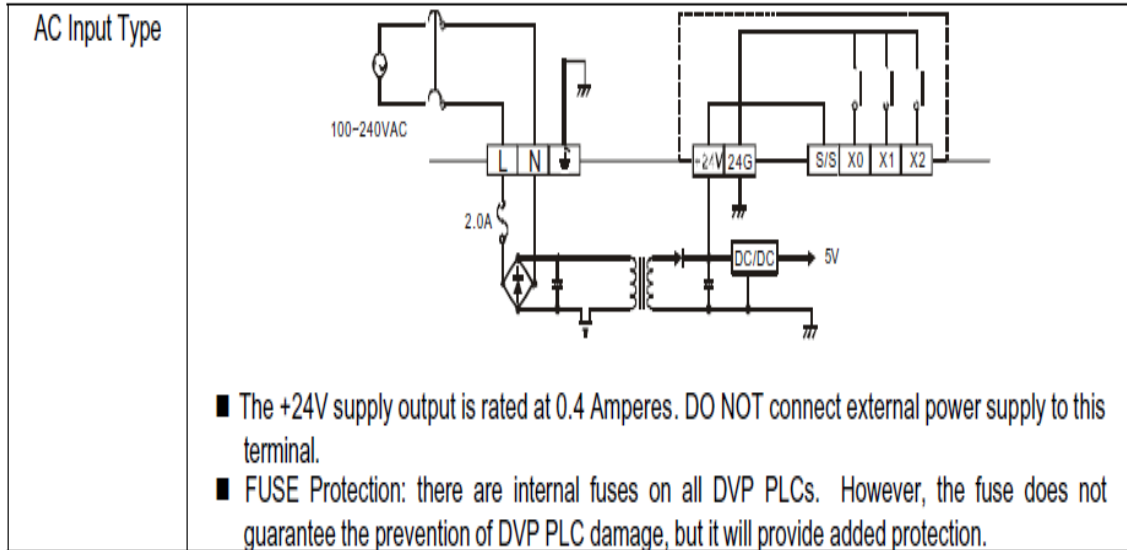 AC Input Type
100~240VAC
L N
+24V 24G S/S X0 X1 X2
2.0A
DC/DC 5V
■ The +24V supply output is rated at 0.4 Amperes. DO NOT connect external power supply to this
terminal.
■ FUSE Protection: there are internal fuses on all DVP PLCs. However, the fuse does not
guarantee the prevention of DVP PLC damage, but it will provide added protection.